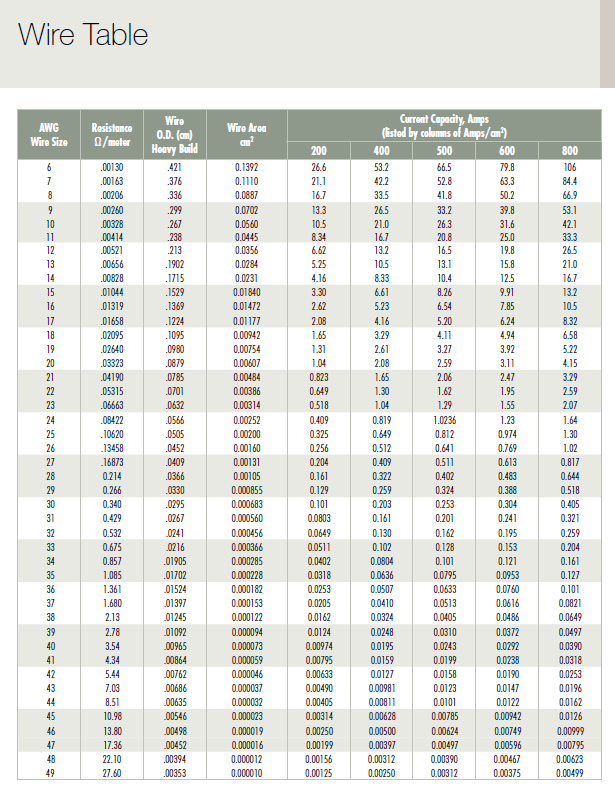 Wire Table
AWG Wire Size Resistance Ω/meter Wire O.D. (cm) Heavy Build Wire Area cm² Current Capacity, Amps (listed by columns of Amps/cm²)
200 400 500 600 800
6 .00130 .421 0.1392 26.6 53.2 66.5 79.8 106
7 .00163 .376 0.1110 21.1 42.2 52.8 63.3 84.4
8 .00206 .336 0.0887 16.7 33.5 41.8 50.2 66.9
9 .00260 .299 0.0702 13.3 26.5 33.2 39.8 53.1
10 .00328 .267 0.0560 10.5 21.0 26.3 31.6 42.1
11 .00414 .238 0.0445 8.34 16.7 20.8 25.0 33.3
12 .00521 .213 0.0356 6.62 13.2 16.5 19.8 26.5
13 .00656 .1902 0.0284 5.25 10.5 13.1 15.8 21.0
14 .00828 .1715 0.0231 4.16 8.33 10.4 12.5 16.7
15 .01044 .1529 0.01840 3.30 6.61 8.26 9.91 13.2
16 .01319 .1369 0.01472 2.62 5.23 6.54 7.85 10.5
17 .01658 .1224 0.01177 2.08 4.16 5.20 6.24 8.32
18 .02095 .1095 0.00942 1.65 3.29 4.11 4.94 6.58
19 .02640 .0980 0.00754 1.31 2.61 3.27 3.92 5.22
20 .03323 .0879 0.00607 1.04 2.08 2.59 3.11 4.15
21 .04190 .0785 0.00484 0.823 1.65 2.06 2.47 3.29
22 .05315 .0701 0.00386 0.649 1.30 1.62 1.95 2.59
23 .06663 .0632 0.00314 0.518 1.04 1.29 1.55 2.07
24 .08422 .0566 0.00252 0.409 0.819 1.0236 1.23 1.64
25 .10620 .0505 0.00200 0.325 0.649 0.812 0.974 1.30
26 .13458 .0452 0.00160 0.256 0.512 0.641 0.769 1.02
27 .16873 .0409 0.00131 0.204 0.409 0.511 0.613 0.817
28 0.214 .0366 0.00105 0.161 0.322 0.402 0.483 0.644
29 0.266 .0330 0.000855 0.129 0.259 0.324 0.388 0.518
30 0.340 .0295 0.000683 0.101 0.203 0.253 0.304 0.405
31 0.429 .0267 0.000560 0.0803 0.161 0.201 0.241 0.321
32 0.532 .0241 0.000456 0.0649 0.130 0.162 0.195 0.259
33 0.675 .0216 0.000366 0.0511 0.102 0.128 0.153 0.204
34 0.857 .01905 0.000285 0.0402 0.0804 0.101 0.121 0.161
35 1.085 .01702 0.000228 0.0318 0.0636 0.0795 0.0953 0.127
36 1.361 .01524 0.000182 0.0253 0.0507 0.0633 0.0760 0.101
37 1.680 .01397 0.000153 0.0205 0.0410 0.0513 0.0616 0.0821
38 2.13 .01245 0.000122 0.0162 0.0324 0.0405 0.0486 0.0649
39 2.78 .01092 0.000094 0.0124 0.0248 0.0310 0.0372 0.0497
40 3.54 .00965 0.000073 0.00974 0.0195 0.0243 0.0292 0.0390
41 4.34 .00864 0.000059 0.00795 0.0159 0.0199 0.0238 0.0318
42 5.44 .00762 0.000046 0.00633 0.0127 0.0158 0.0190 0.0253
43 7.03 .00686 0.000037 0.00490 0.00981 0.0123 0.0147 0.0196
44 8.51 .00635 0.000032 0.00405 0.00811 0.0101 0.0122 0.0162
45 10.98 .00546 0.000023 0.00314 0.00628 0.00785 0.00942 0.0126
46 13.80 .00498 0.000019 0.00250 0.00500 0.00624 0.00749 0.00999
47 17.36 .00452 0.000016 0.00199 0.00397 0.00497 0.00596 0.00795
48 22.10 .00394 0.000012 0.00156 0.00312 0.00390 0.00467 0.00623
49 27.60 .00353 0.000010 0.00125 0.00250 0.00312 0.00375 0.00499